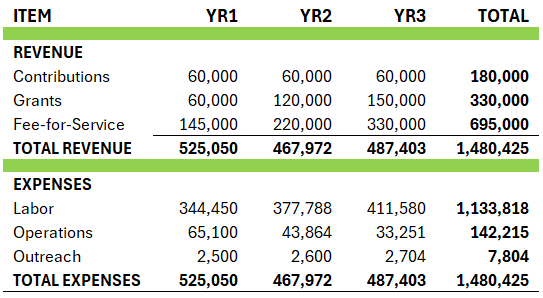 ITEM YR1 YR2 YR3 TOTAL
REVENUE
Contributions 60,000 60,000 60,000 180,000
Grants 60,000 120,000 150,000 330,000
Fee-for-Service 145,000 220,000 330,000 695,000
TOTAL REVENUE 525,050 467,972 487,403 1,480,425
EXPENSES
Labor 344,450 377,788 411,580 1,133,818
Operations 65,100 43,864 33,251 142,215
Outreach 2,500 2,600 2,704 7,804
TOTAL EXPENSES 525,050 467,972 487,403 1,480,425